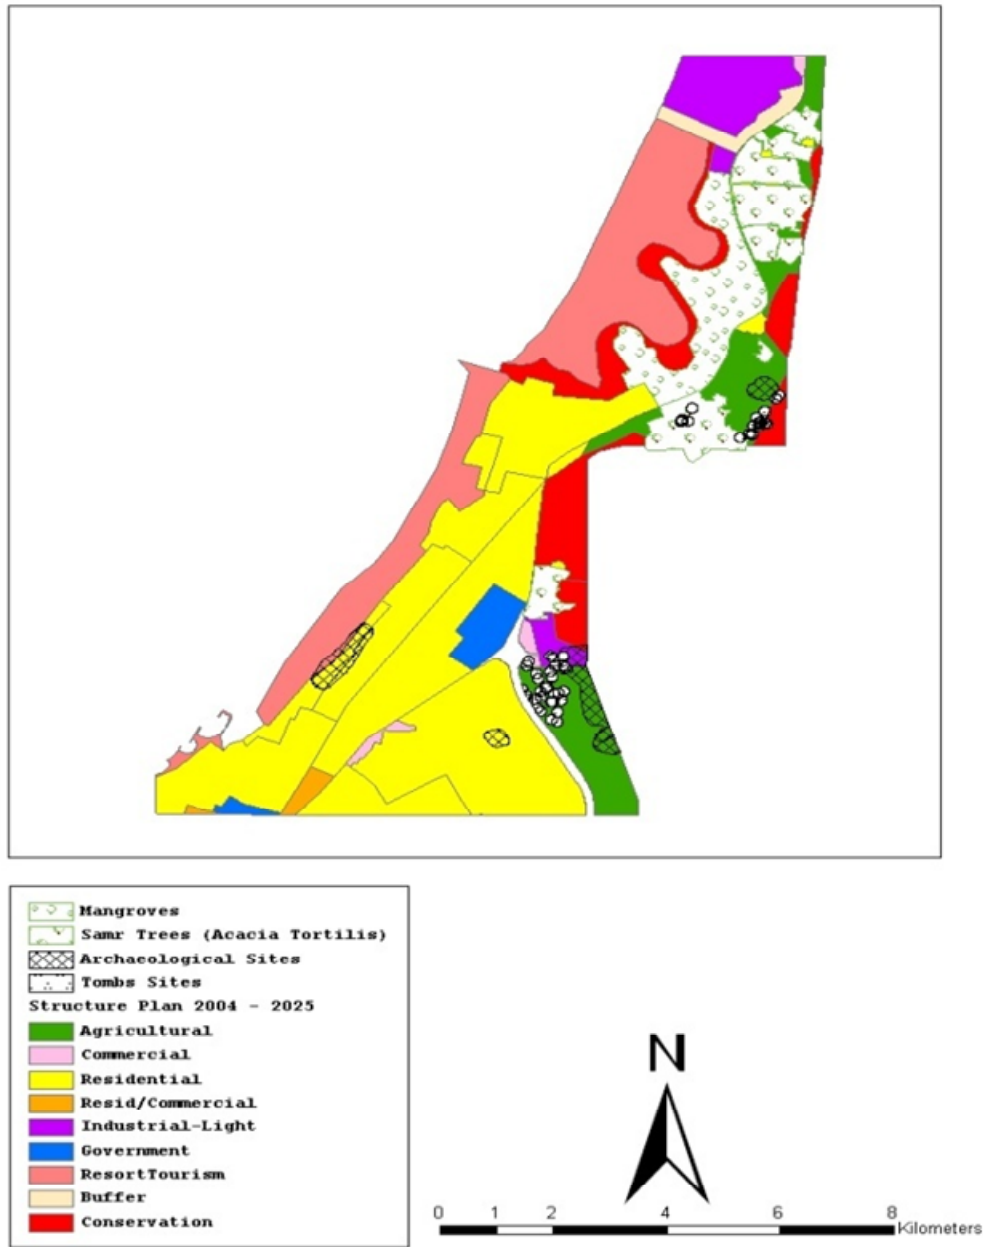 Mangroves
Samr Trees (Acacia Tortilis)
Archaeological Sites
Tombs Sites
Structure Plan 2004 - 2025
Agricultural
Commercial
Residential
Resid/Commercial
Industrial-Light
Government
ResortTourism
Buffer
Conservation
N
0 1 2 4 6 8
Kilometers